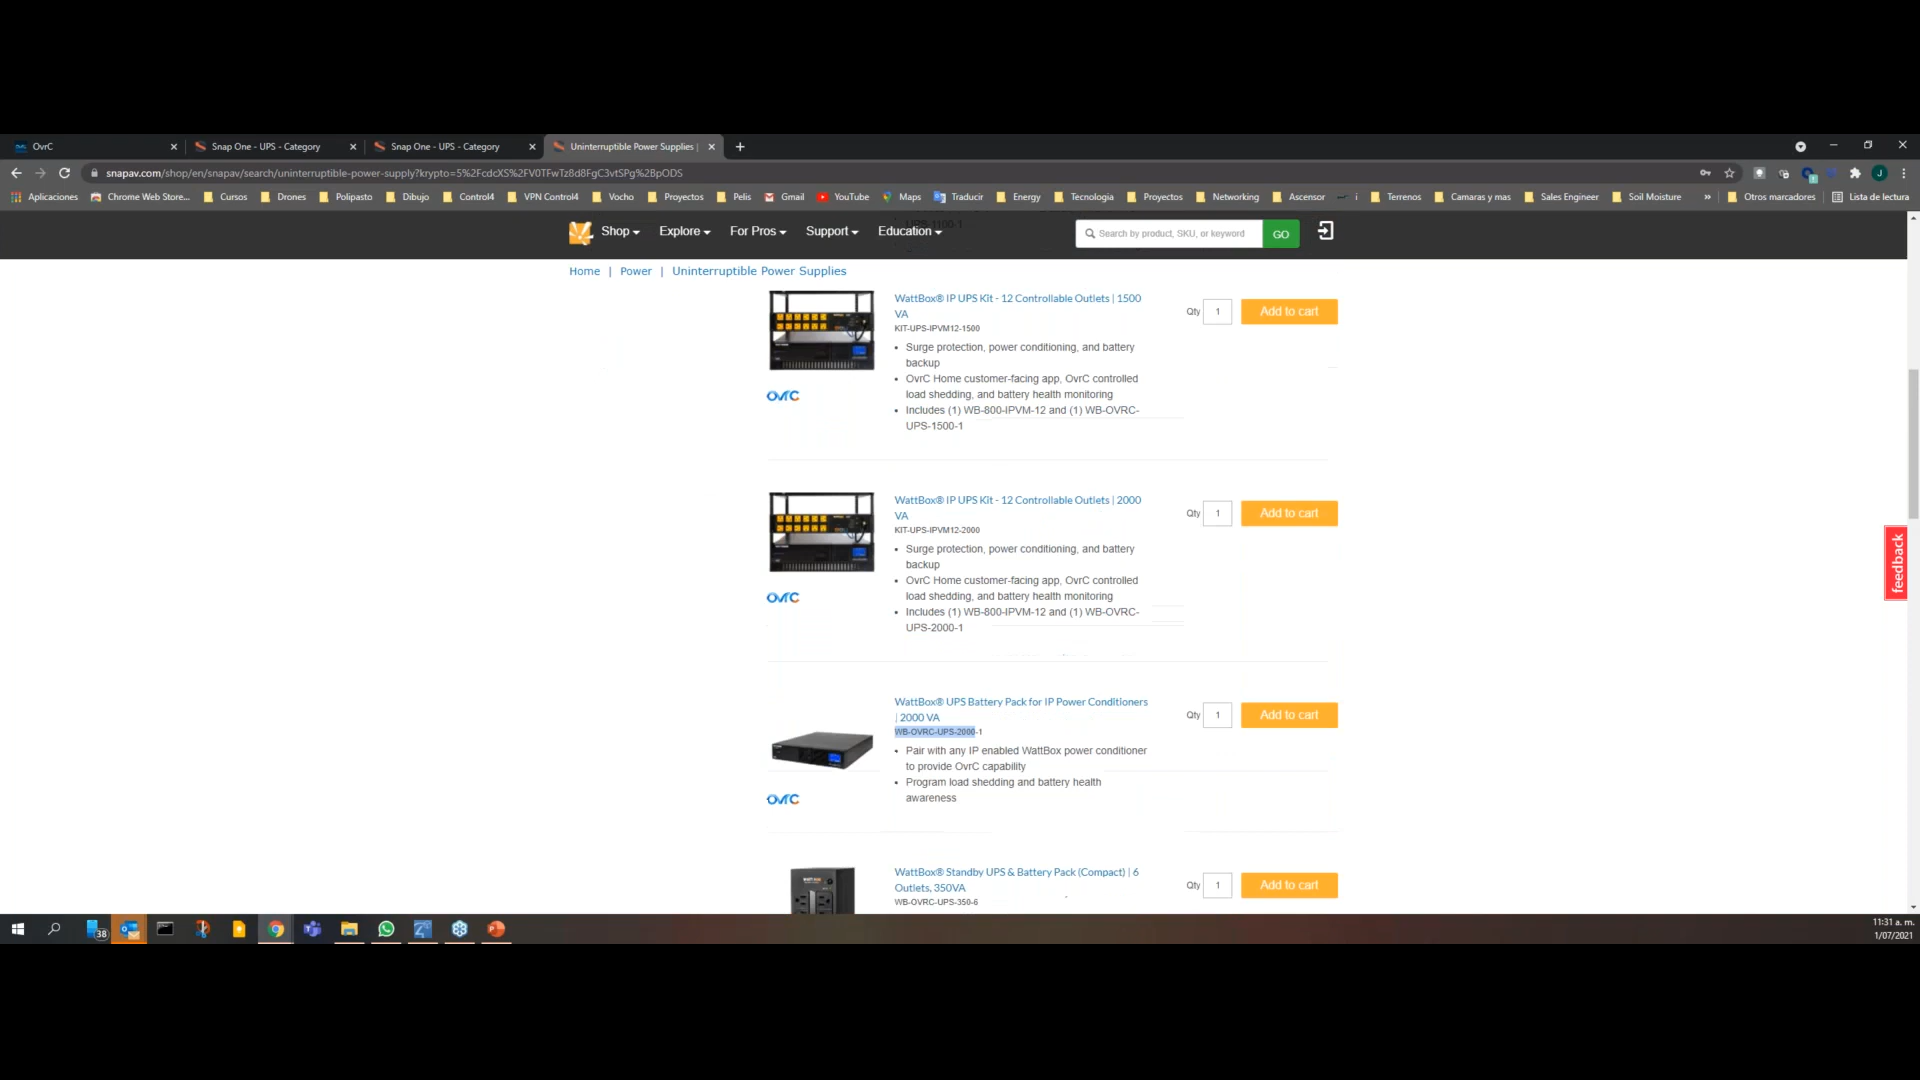 OvrC
Snap One - UPS - Category
Snap One - UPS - Category
Uninterruptible Power Supplies |
snapav.com/shop/en/snapav/search/uninterruptible-power-supply?krypto=5%2FcdcXS%2FV0TFwTz8d8FgC3vtSPg%2BpODS
Aplicaciones
Chrome Web Store...
Cursos
Drones
Polipasto
Dibujo
Control4
VPN Control4
Vocho
Proyectos
Pelis
Gmail
YouTube
Maps
Traducir
Energy
Tecnologia
Proyectos
Networking
Ascensor
i
Terrenos
Camaras y mas
Sales Engineer
Soil Moisture
»
Otros marcadores
Lista de lectura
UPS-1100-1
Shop
Explore
For Pros
Support
Education
Search by product, SKU, or keyword
GO
Home | Power | Uninterruptible Power Supplies
WattBox® IP UPS Kit - 12 Controllable Outlets | 1500
VA
KIT-UPS-IPVM12-1500
• Surge protection, power conditioning, and battery
backup
• OvrC Home customer-facing app, OvrC controlled
load shedding, and battery health monitoring
• Includes (1) WB-800-IPVM-12 and (1) WB-OVRC-
UPS-1500-1
Qty 1 Add to cart
OvrC
WattBox® IP UPS Kit - 12 Controllable Outlets | 2000
VA
KIT-UPS-IPVM12-2000
• Surge protection, power conditioning, and battery
backup
• OvrC Home customer-facing app, OvrC controlled
load shedding, and battery health monitoring
• Includes (1) WB-800-IPVM-12 and (1) WB-OVRC-
UPS-2000-1
Qty 1 Add to cart
OvrC
feedback
WattBox® UPS Battery Pack for IP Power Conditioners
| 2000 VA
WB-OVRC-UPS-2000-1
• Pair with any IP enabled WattBox power conditioner
to provide OvrC capability
• Program load shedding and battery health
awareness
Qty 1 Add to cart
OvrC
WattBox® Standby UPS & Battery Pack (Compact) | 6
Outlets, 350VA
WB-OVRC-UPS-350-6
Qty 1 Add to cart
38
11:31 a. m.
1/07/2021